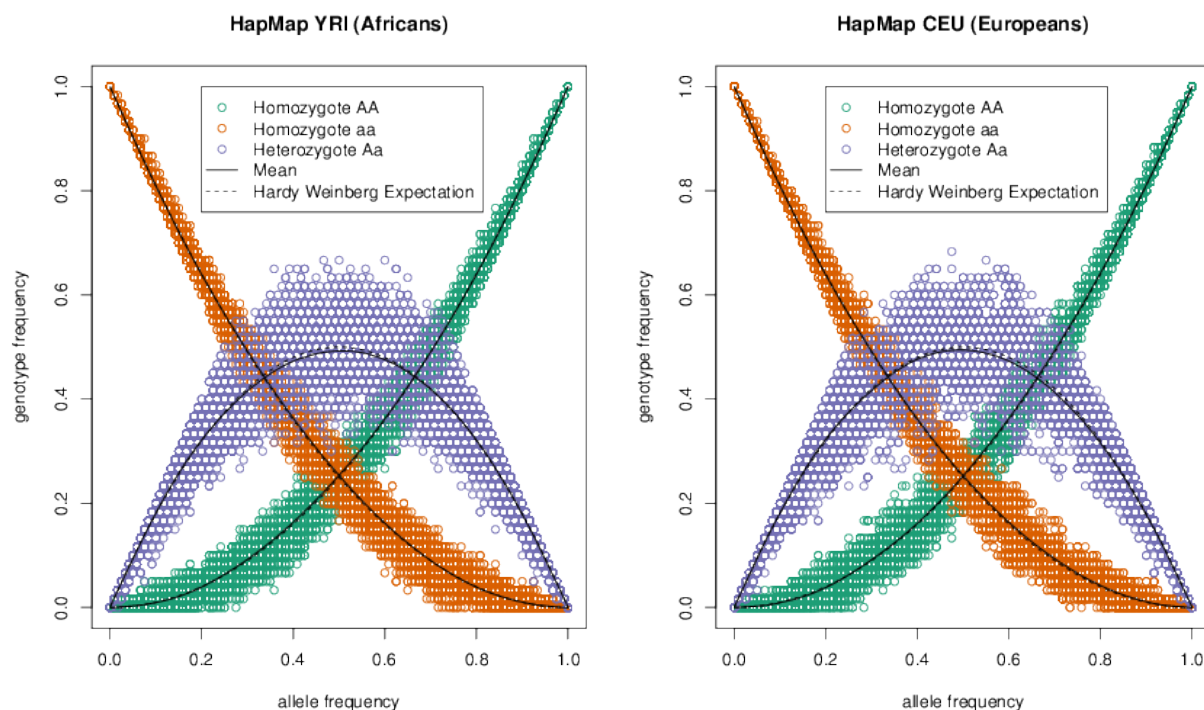 HapMap YRI (Africans)
genotype frequency
1.0
0.8
0.6
0.4
0.2
0.0
Homozygote AA
Homozygote aa
Heterozygote Aa
Mean
Hardy Weinberg Expectation
0.0 0.2 0.4 0.6 0.8 1.0
allele frequency
HapMap CEU (Europeans)
genotype frequency
1.0
0.8
0.6
0.4
0.2
0.0
Homozygote AA
Homozygote aa
Heterozygote Aa
Mean
Hardy Weinberg Expectation
0.0 0.2 0.4 0.6 0.8 1.0
allele frequency